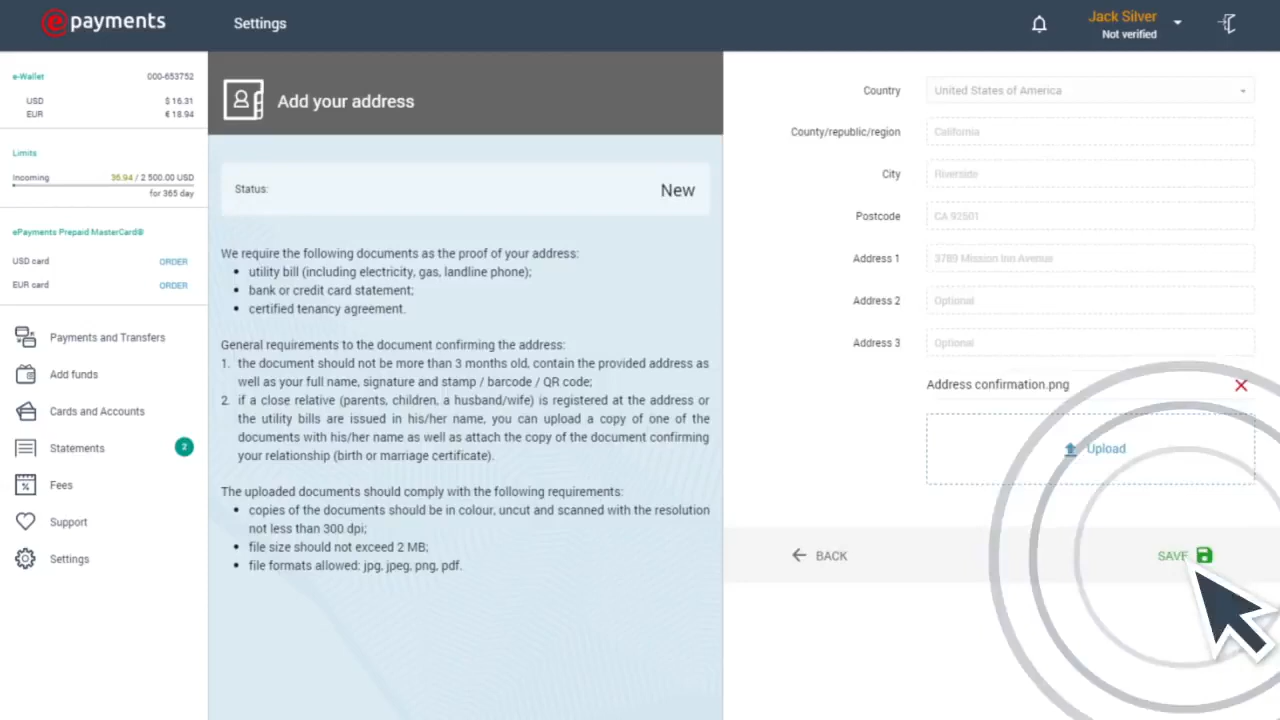 epayments
Settings
Jack Silver
Not verified
e-Wallet 000-653752
USD $ 16.31
EUR € 18.94
Limits
Incoming 36.94 / 2 500.00 USD
for 365 day
ePayments Prepaid MasterCard®
USD card ORDER
EUR card ORDER
Payments and Transfers
Add funds
Cards and Accounts
Statements 2
Fees
Support
Settings
Add your address
Status: New
We require the following documents as the proof of your address:
• utility bill (including electricity, gas, landline phone);
• bank or credit card statement;
• certified tenancy agreement.
General requirements to the document confirming the address:
1. the document should not be more than 3 months old, contain the provided address as
well as your full name, signature and stamp / barcode / QR code;
2. if a close relative (parents, children, a husband/wife) is registered at the address or
the utility bills are issued in his/her name, you can upload a copy of one of the
documents with his/her name as well as attach the copy of the document confirming
your relationship (birth or marriage certificate).
The uploaded documents should comply with the following requirements:
• copies of the documents should be in colour, uncut and scanned with the resolution
not less than 300 dpi;
• file size should not exceed 2 MB;
• file formats allowed: jpg, jpeg, png, pdf.
Country United States of America
County/republic/region California
City Riverside
Postcode CA 92501
Address 1 3789 Mission Inn Avenue
Address 2 Optional
Address 3 Optional
Address confirmation.png
Upload
BACK
SAVE